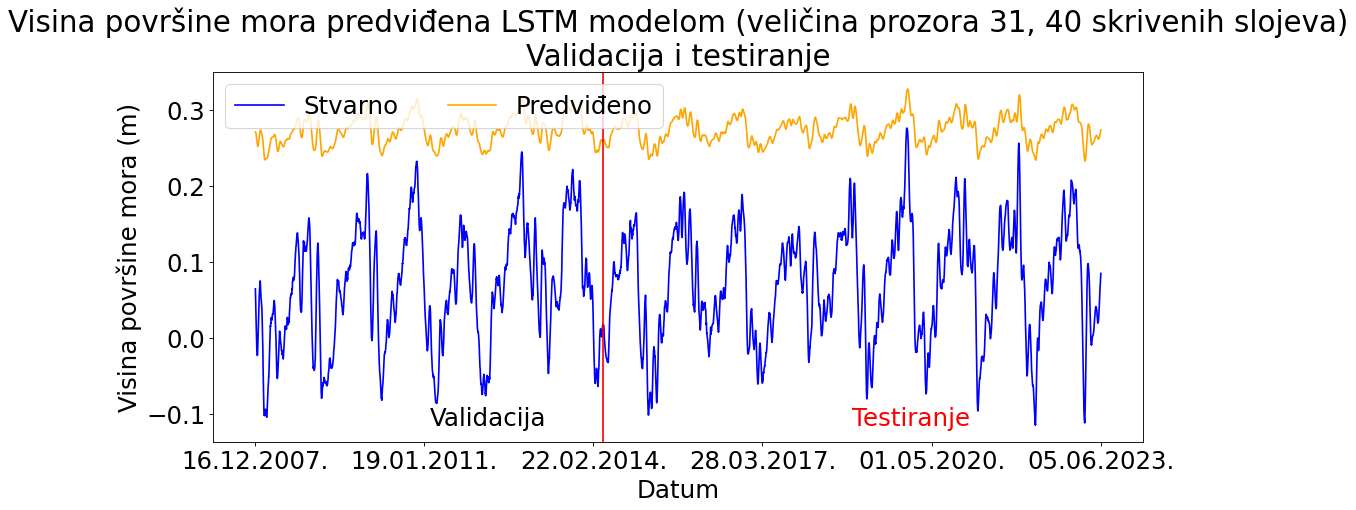 Visina površine mora predviđena LSTM modelom (veličina prozora 31, 40 skrivenih slojeva)
Validacija i testiranje
Stvarno Predviđeno
Visina površine mora (m)
0.3
0.2
0.1
0.0
−0.1
Validacija Testiranje
16.12.2007. 19.01.2011. 22.02.2014. 28.03.2017. 01.05.2020. 05.06.2023.
Datum